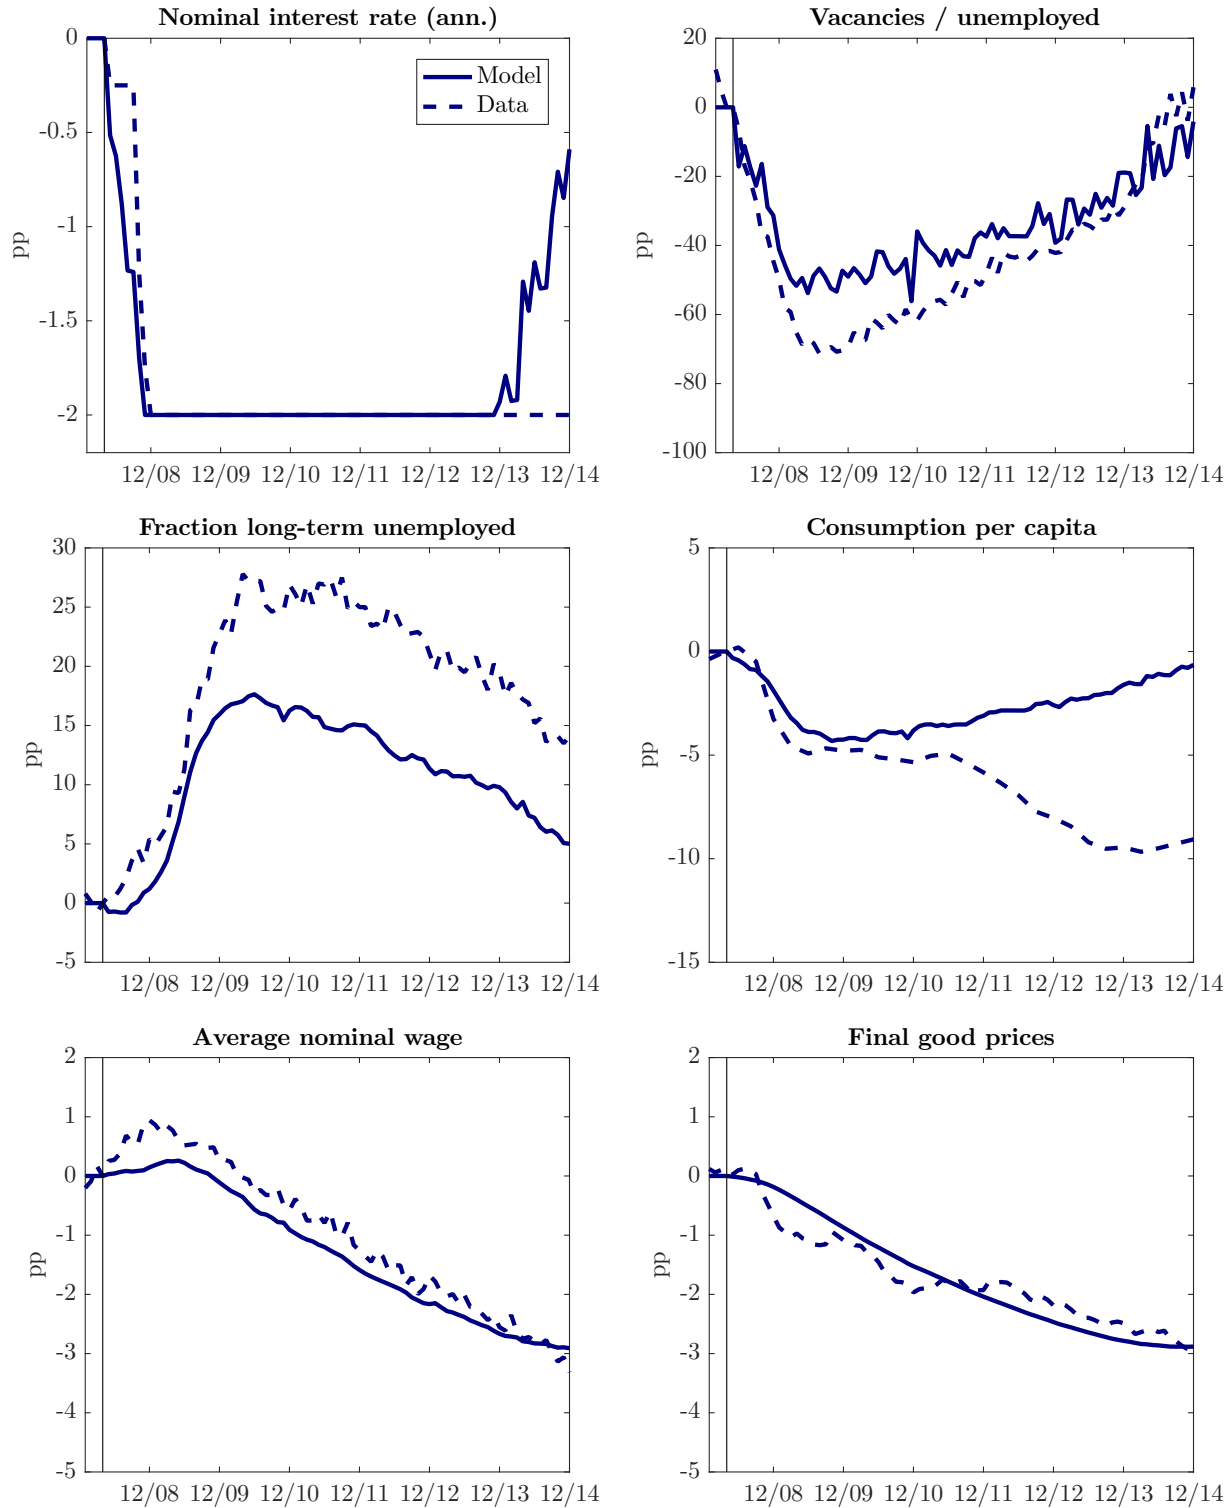 Nominal interest rate (ann.)
0
-0.5
-1
-1.5
-2
pp
Model
Data
12/08 12/09 12/10 12/11 12/12 12/13 12/14
Vacancies / unemployed
20
0
-20
-40
-60
-80
-100
pp
12/08 12/09 12/10 12/11 12/12 12/13 12/14
Fraction long-term unemployed
30
25
20
15
10
5
0
-5
pp
12/08 12/09 12/10 12/11 12/12 12/13 12/14
Consumption per capita
5
0
-5
-10
-15
pp
12/08 12/09 12/10 12/11 12/12 12/13 12/14
Average nominal wage
2
1
0
-1
-2
-3
-4
-5
pp
12/08 12/09 12/10 12/11 12/12 12/13 12/14
Final good prices
2
1
0
-1
-2
-3
-4
-5
pp
12/08 12/09 12/10 12/11 12/12 12/13 12/14